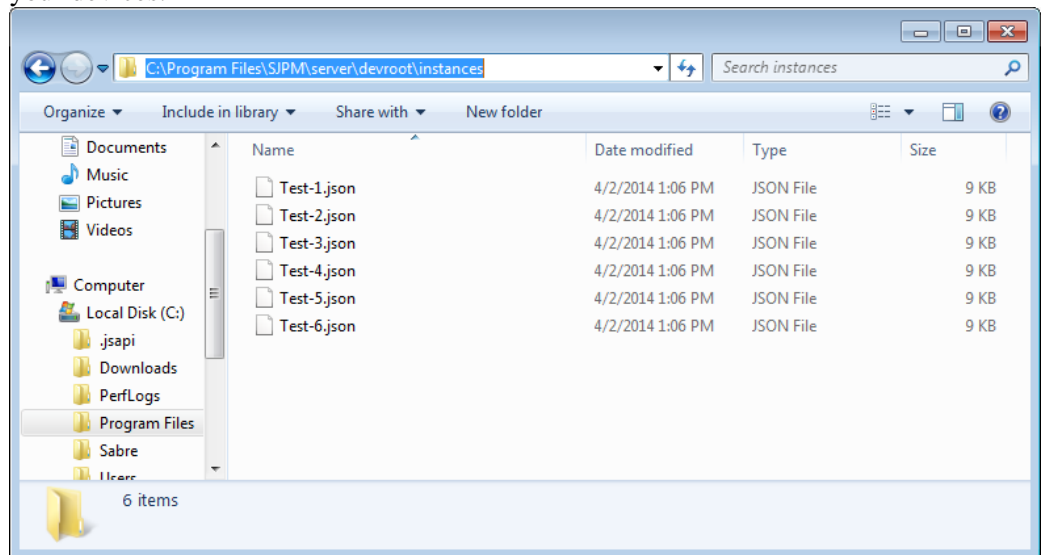 C:\Program Files\SJPM\server\devroot\instances
Search instances
Organize Include in library Share with New folder
Documents
Music
Pictures
Videos
Computer
Local Disk (C:)
.jsapi
Downloads
PerfLogs
Program Files
Sabre
Users
Name Date modified Type Size
Test-1.json 4/2/2014 1:06 PM JSON File 9 KB
Test-2.json 4/2/2014 1:06 PM JSON File 9 KB
Test-3.json 4/2/2014 1:06 PM JSON File 9 KB
Test-4.json 4/2/2014 1:06 PM JSON File 9 KB
Test-5.json 4/2/2014 1:06 PM JSON File 9 KB
Test-6.json 4/2/2014 1:06 PM JSON File 9 KB
6 items